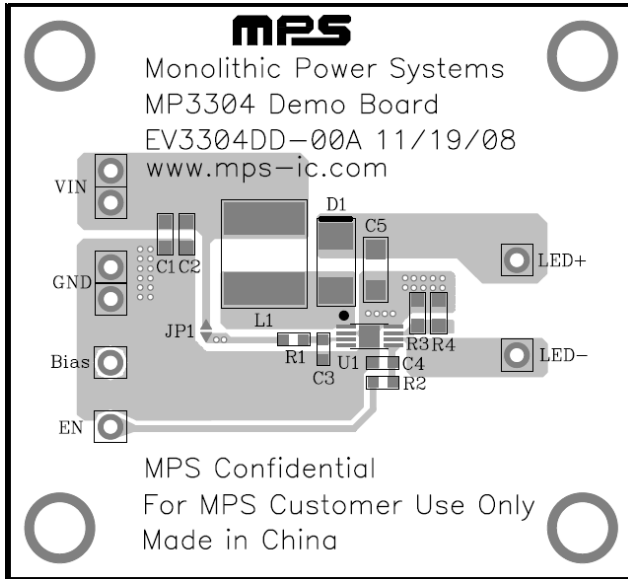 mps
Monolithic Power Systems
MP3304 Demo Board
EV3304DD-00A 11/19/08
www.mps-ic.com
VIN
D1
C5
C1 C2
GND
LED+
L1
JP1
R1
C3
U1
R3 R4
Bias
C4
R2
LED-
EN
MPS Confidential
For MPS Customer Use Only
Made in China